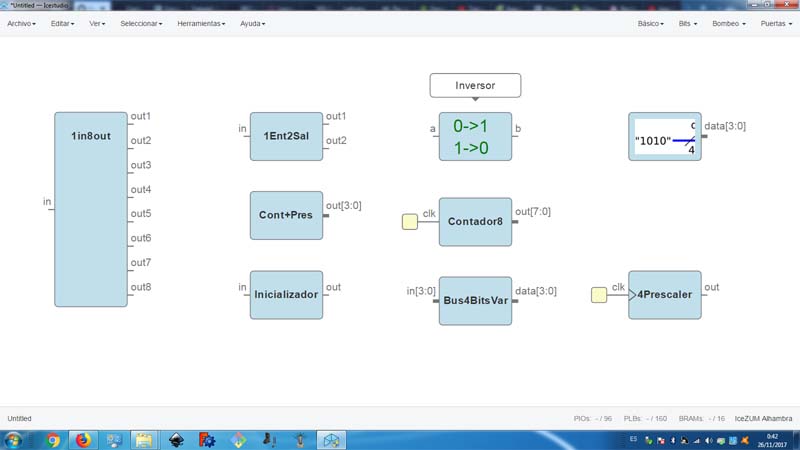 *Untitled — Icestudio
Archivo Editar Ver Seleccionar Herramientas Ayuda Básico Bits Bombeo Puertas
Inversor
1in8out
in
out1
out2
out3
out4
out5
out6
out7
out8
in
1Ent2Sal
out1
out2
a
0->1
1->0
b
"1010"
4
data[3:0]
Cont+Pres
out[3:0]
clk
Contador8
out[7:0]
in
Inicializador
out
in[3:0]
Bus4BitsVar
data[3:0]
clk
4Prescaler
out
Untitled
PIOs: - / 96 PLBs: - / 160 BRAMs: - / 16 IceZUM Alhambra
ES
0:42
26/11/2017